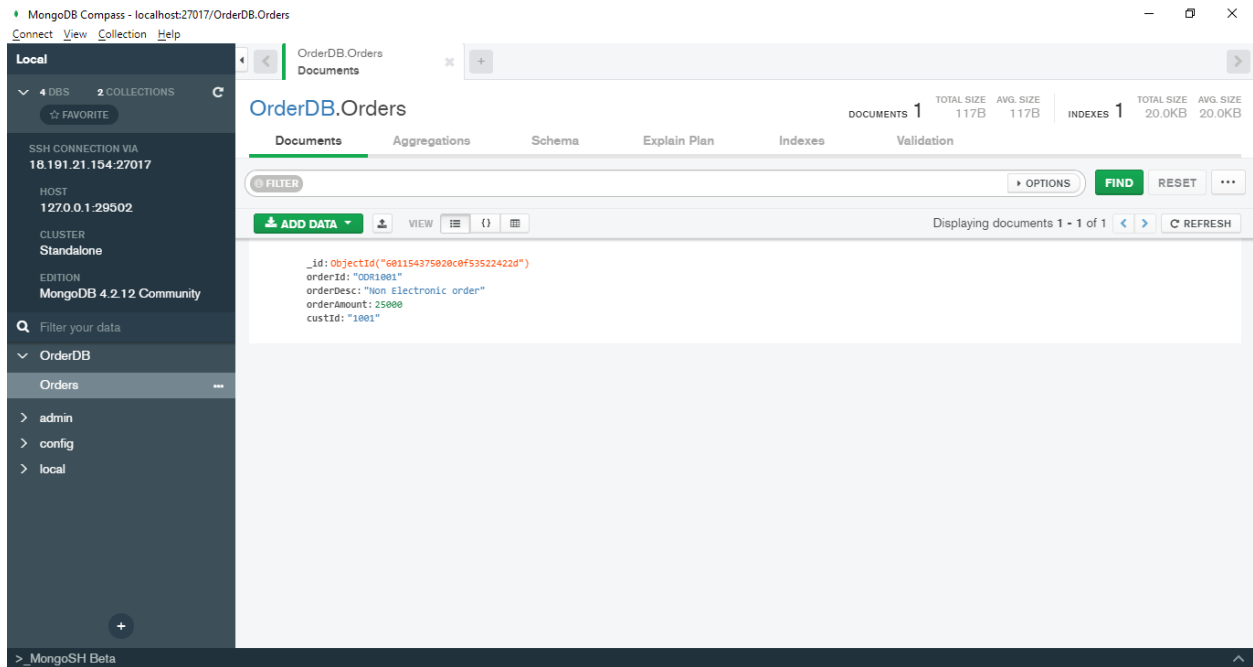 MongoDB Compass - localhost:27017/OrderDB.Orders
Connect View Collection Help
Local
4 DBS 2 COLLECTIONS
FAVORITE
SSH CONNECTION VIA
18.191.21.154:27017
HOST
127.0.0.1:29502
CLUSTER
Standalone
EDITION
MongoDB 4.2.12 Community
Filter your data
OrderDB
Orders
admin
config
local
OrderDB.Orders
Documents
OrderDB.Orders
DOCUMENTS 1 TOTAL SIZE 117B AVG. SIZE 117B INDEXES 1 TOTAL SIZE 20.0KB AVG. SIZE 20.0KB
Documents Aggregations Schema Explain Plan Indexes Validation
FILTER OPTIONS FIND RESET
ADD DATA VIEW {} Displaying documents 1 - 1 of 1 REFRESH
_id: ObjectId("601154375020c0f53522422d")
orderId: "ODR1001"
orderDesc: "Non Electronic order"
orderAmount: 25000
custId: "1001"
>_MongoSH Beta